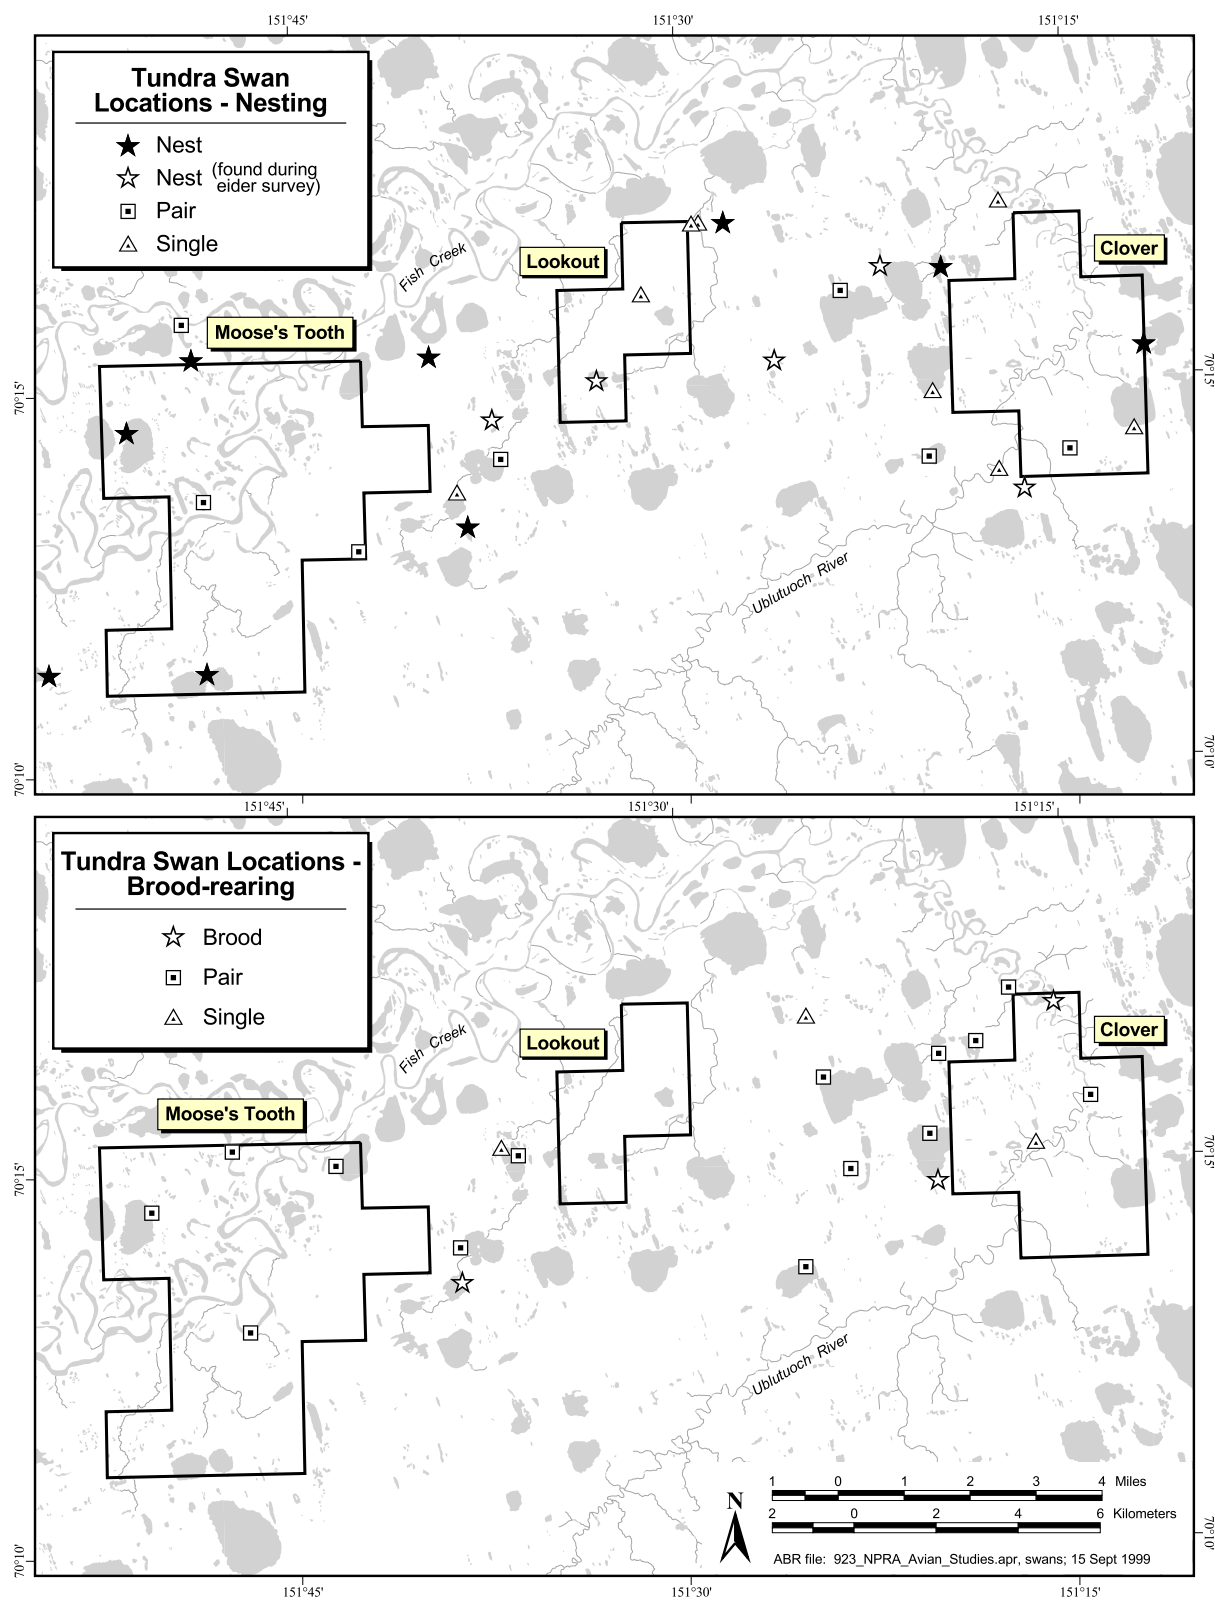 151°45'
151°30'
151°15'
Tundra Swan
Locations - Nesting
Nest
Nest (found during
eider survey)
Pair
Single
Fish Creek
Lookout
Clover
Moose's Tooth
70°15'
70°15'
Ublutuoch River
70°10'
70°10'
151°45'
151°30'
151°15'
Tundra Swan Locations -
Brood-rearing
Brood
Pair
Single
Fish Creek
Lookout
Clover
Moose's Tooth
70°15'
70°15'
Ublutuoch River
1 0 1 2 3 4 Miles
N
2 0 2 4 6 Kilometers
70°10'
70°10'
ABR file: 923_NPRA_Avian_Studies.apr, swans; 15 Sept 1999
151°45'
151°30'
151°15'